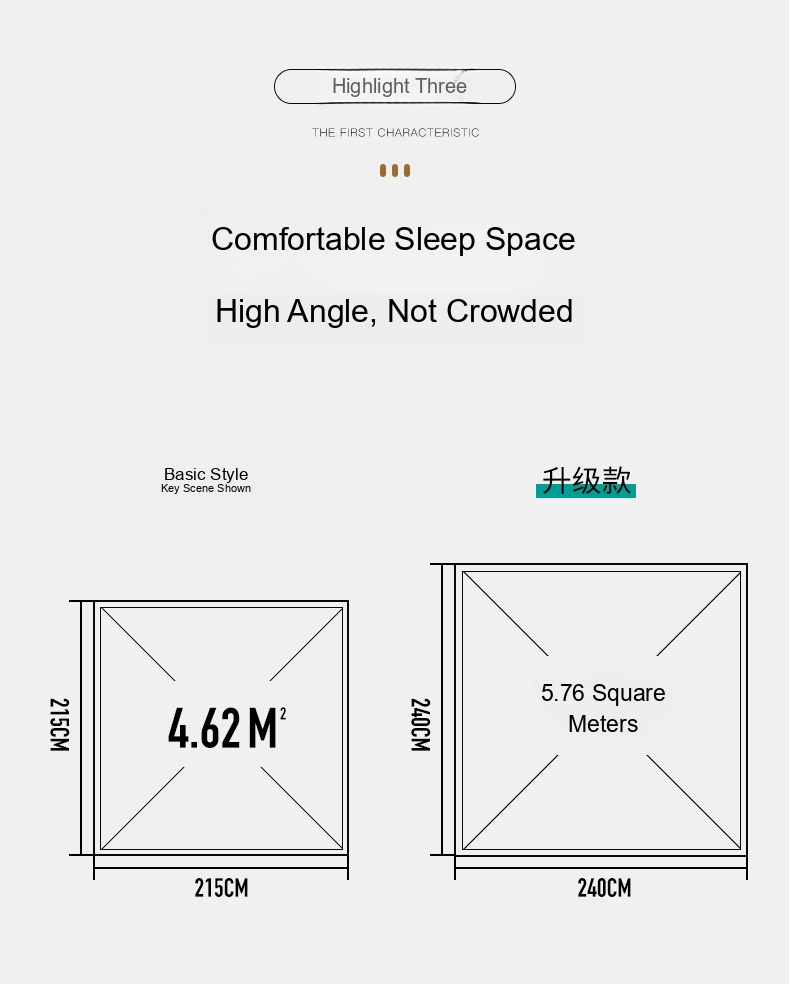 Highlight Three
THE FIRST CHARACTERISTIC
Comfortable Sleep Space
High Angle, Not Crowded
Basic Style
Key Scene Shown
升级款
215CM
4.62 M²
215CM
240CM
5.76 Square
Meters
240CM